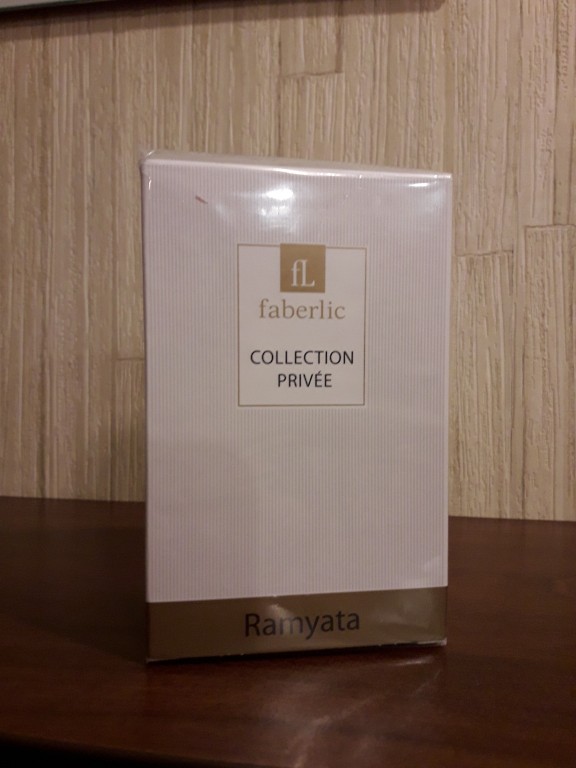 fL
faberlic
COLLECTION
PRIVÉE
Ramyata